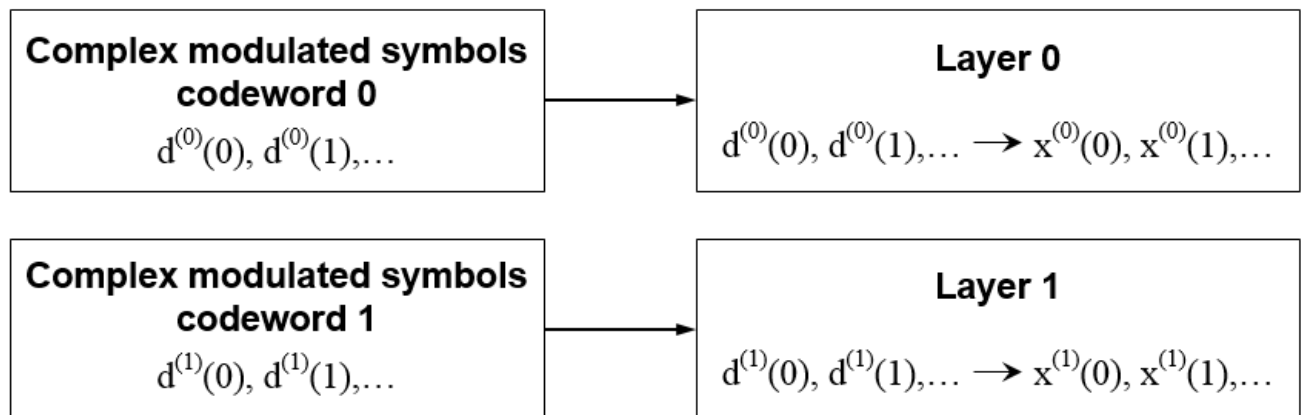 Complex modulated symbols
codeword 0
d⁽⁰⁾(0), d⁽⁰⁾(1),…
Layer 0
d⁽⁰⁾(0), d⁽⁰⁾(1),… → x⁽⁰⁾(0), x⁽⁰⁾(1),…
Complex modulated symbols
codeword 1
d⁽¹⁾(0), d⁽¹⁾(1),…
Layer 1
d⁽¹⁾(0), d⁽¹⁾(1),… → x⁽¹⁾(0), x⁽¹⁾(1),…